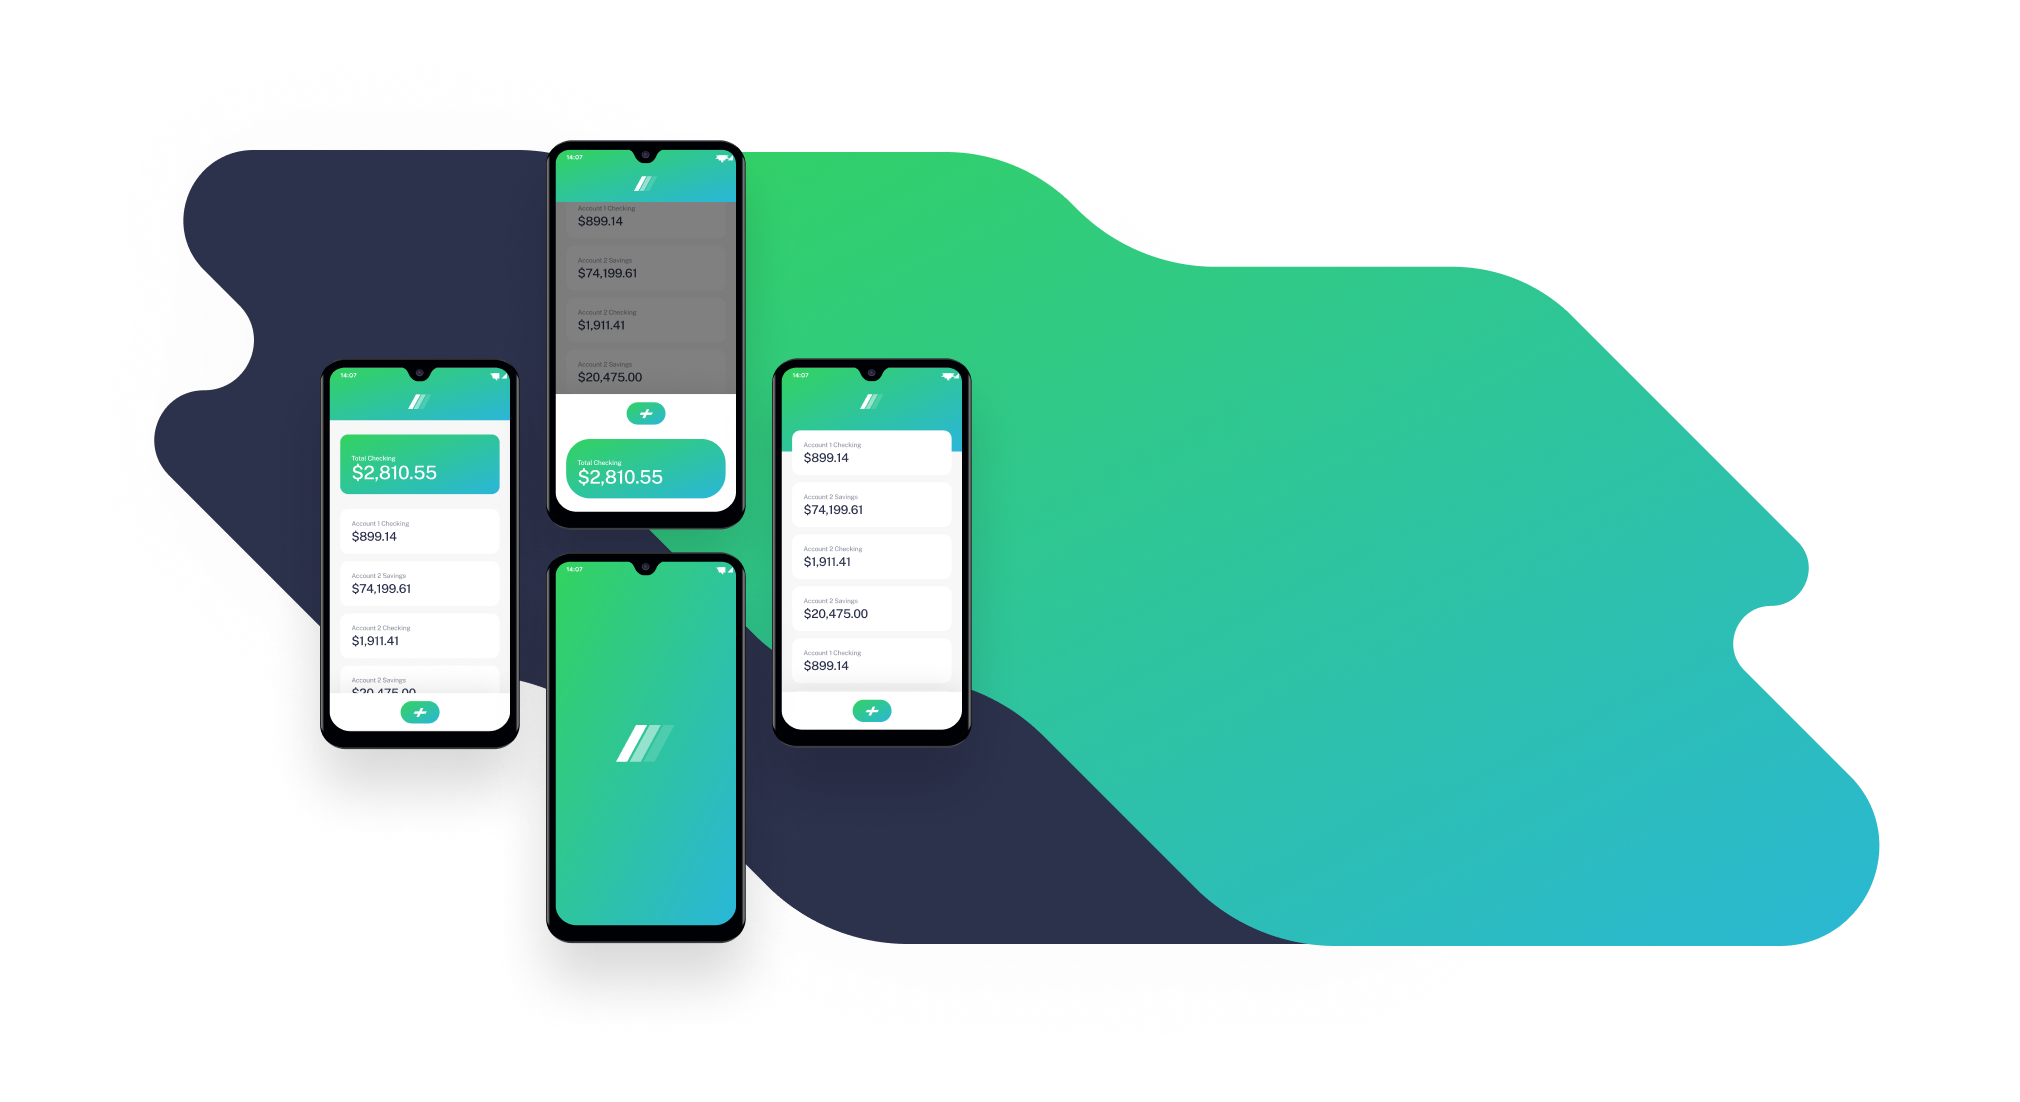 14:07
Account 1 Checking
$899.14
Account 2 Savings
$74,199.61
Account 2 Checking
$1,911.41
Account 2 Savings
$20,475.00
Total Checking
$2,810.55
14:07
Total Checking
$2,810.55
Account 1 Checking
$899.14
Account 2 Savings
$74,199.61
Account 2 Checking
$1,911.41
Account 2 Savings
$20,475.00
14:07
Account 1 Checking
$899.14
Account 2 Savings
$74,199.61
Account 2 Checking
$1,911.41
Account 2 Savings
$20,475.00
Account 1 Checking
$899.14
14:07